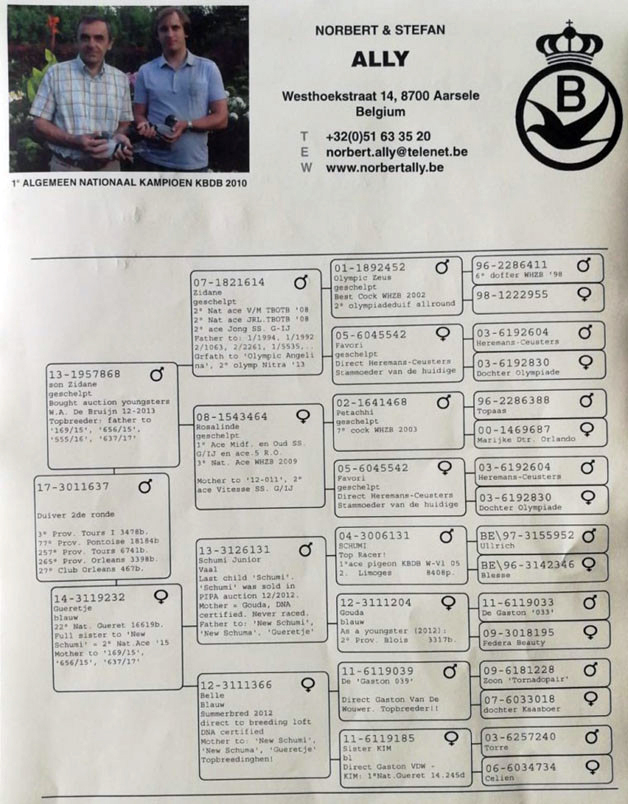 NORBERT & STEFAN
ALLY
Westhoekstraat 14, 8700 Aarsele
Belgium
T +32(0)51 63 35 20
E norbert.ally@telenet.be
W www.norbertally.be
B
1° ALGEMEEN NATIONAAL KAMPIOEN KBDB 2010
17-3011637 ♂
Duiver 2de ronde
3° Prov. Tours I 3478b.
77° Prov. Pontoise 18184b
257° Prov. Tours 6741b.
265° Prov. Orleans 3398b.
27° Club Orleans 467b.
13-1957868 ♂
son Zidane
geschelpt
Bought auction youngsters
W.A. De Bruijn 12-2013
Topbreeder: father to
'169/15', '656/15',
'555/16', '637/17'
14-3119232 ♀
Gueretje
blauw
22° Nat. Gueret 16619b.
Full sister to 'New
Schumi' = 2° Nat.Ace '15
Mother to '169/15',
'656/15', '637/17'
07-1821614 ♂
Zidane
geschelpt
2° Nat ace V/M TBOTB '08
2° Nat ace JRL.TBOTB '08
2° ace Jong SS. G-IJ
Father to: 1/1994. 1/1992
2/1063, 2/2261, 1/5535,..
Grfath to 'Olympic Angeli
na', 2° olymp Nitra '13
08-1543464 ♀
Rosalinde
geschelpt
1° Ace Midf. en Oud SS.
G/IJ en ace 5 R.O.
3° Nat. Ace WHZB 2009
Mother to '12-011', 2°
ace Vitesse SS. G/IJ
13-3126131 ♂
Schumi Junior
Vaal
Last child 'Schumi'.
'Schumi' was sold in
PIPA auction 12/2012.
Mother = Gouda, DNA
certified. Never raced.
Father to: 'New Schumi',
'New Schuma', 'Gueretje'
12-3111366 ♀
Belle
Blauw
Summerbred 2012
direct to breeding loft
DNA certified
Mother to: 'New Schumi',
'New Schuma', 'Gueretje'
Topbreedinghen!
01-1892452 ♂
Olympic Zeus
geschelpt
Best Cock WHZB 2002
2° olympiadeduif allround
05-6045542 ♀
Favori
geschelpt
Direct Heremans-Ceusters
Stammoeder van de huidige
02-1641468 ♂
Petachhi
geschelpt
7° cock WHZB 2003
05-6045542 ♀
Favori
geschelpt
Direct Heremans-Ceusters
Stammoeder van de huidige
04-3006131 ♂
SCHUMI
Top Racer!
1°ace pigeon KBDB W-Vl 05
2. Limoges 8408p.
12-3111204 ♀
Gouda
blauw
As a youngster (2012):
2° Prov. Blois 3317b.
11-6119039 ♂
De 'Gaston 039'
Direct Gaston Van De
Wouwer. Topbreeder!!
11-6119185 ♀
Sister KIM
bl
Direct Gaston VDW -
KIM: 1°Nat.Gueret 14.245d
96-2286411 ♂
6° doffer WHZB '98
98-1222955 ♀
03-6192604 ♂
Heremans-Ceusters
03-6192830 ♀
Dochter Olympiade
96-2286388 ♂
Topaas
00-1469687 ♀
Marijke Dtr. Orlando
03-6192604 ♂
Heremans-Ceusters
03-6192830 ♀
Dochter Olympiade
BE\97-3155952 ♂
Ullrich
BE\96-3142346 ♀
Blesse
11-6119033 ♂
De Gaston '033'
09-3018195 ♀
Federa Beauty
09-6181228 ♂
Zoon 'Tornadopair'
07-6033018 ♀
dochter Kaasboer
03-6257240 ♂
Torre
06-6034734 ♀
Celien